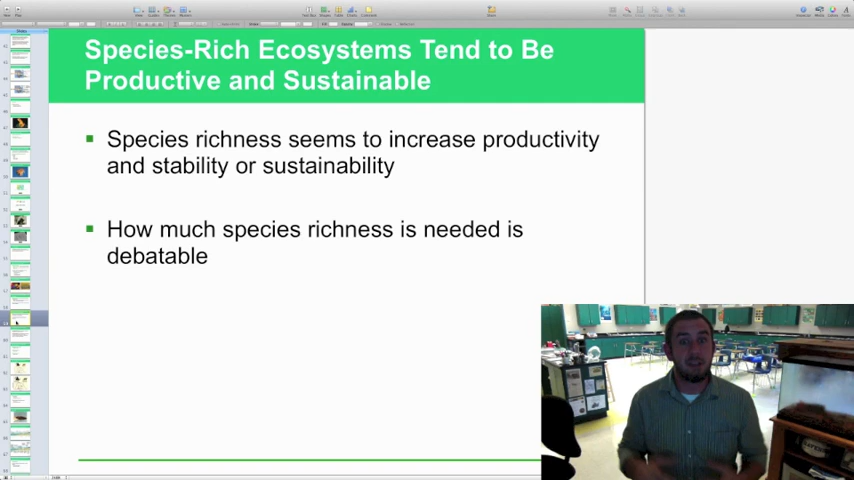 Species-Rich Ecosystems Tend to Be
Productive and Sustainable
Species richness seems to increase productivity
and stability or sustainability
How much species richness is needed is
debatable